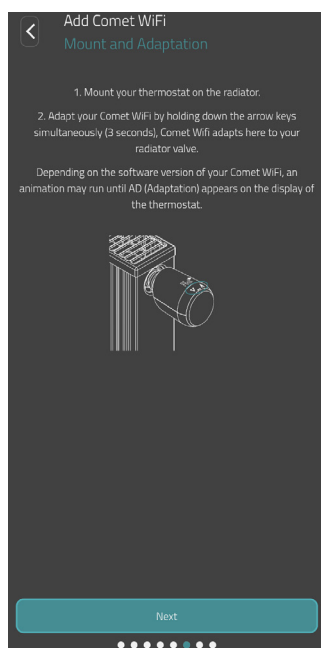 Add Comet WiFi
Mount and Adaptation
1. Mount your thermostat on the radiator.
2. Adapt your Comet WiFi by holding down the arrow keys
simultaneously (3 seconds), Comet Wifi adapts here to your
radiator valve.
Depending on the software version of your Comet WiFi, an
animation may run until AD (Adaptation) appears on the display of
the thermostat.
Next